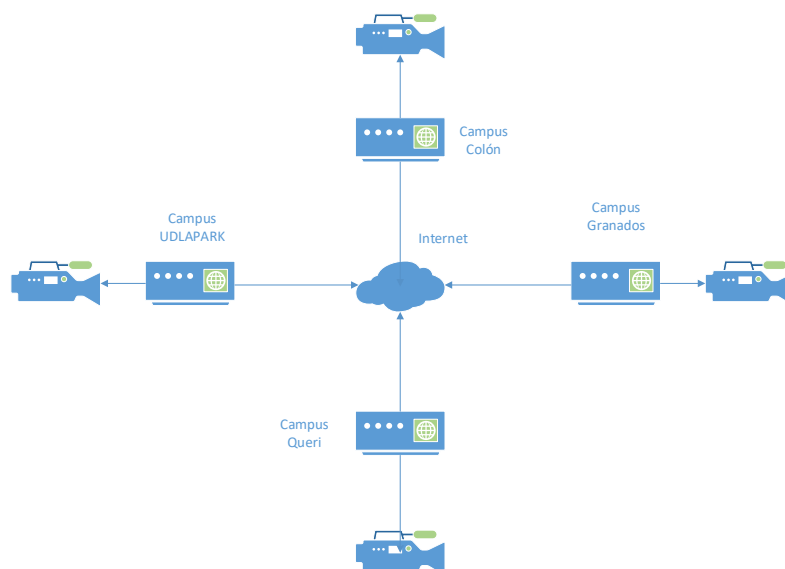 Campus
Colón
Campus
UDLAPARK
Internet
Campus
Granados
Campus
Queri